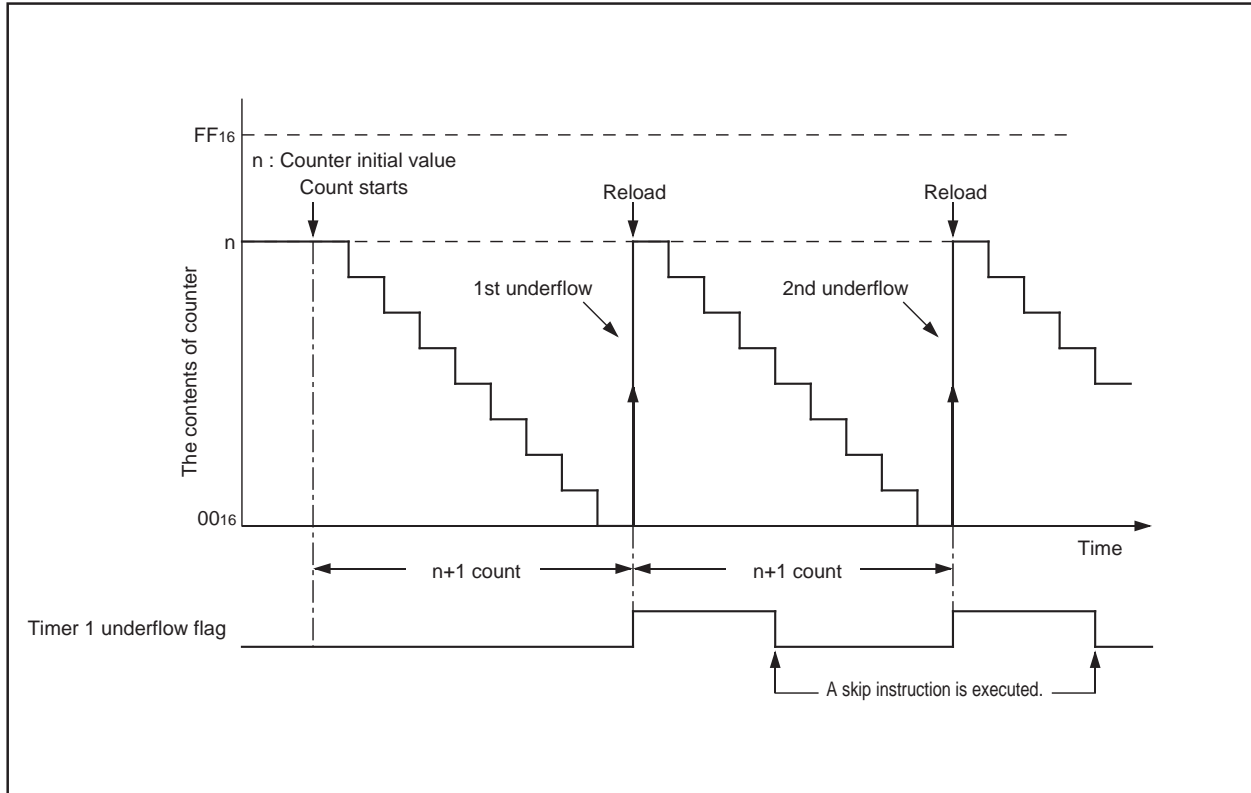 FF16
n : Counter initial value
Count starts
Reload
Reload
n
1st underflow
2nd underflow
The contents of counter
0016
Time
n+1 count
n+1 count
Timer 1 underflow flag
A skip instruction is executed.